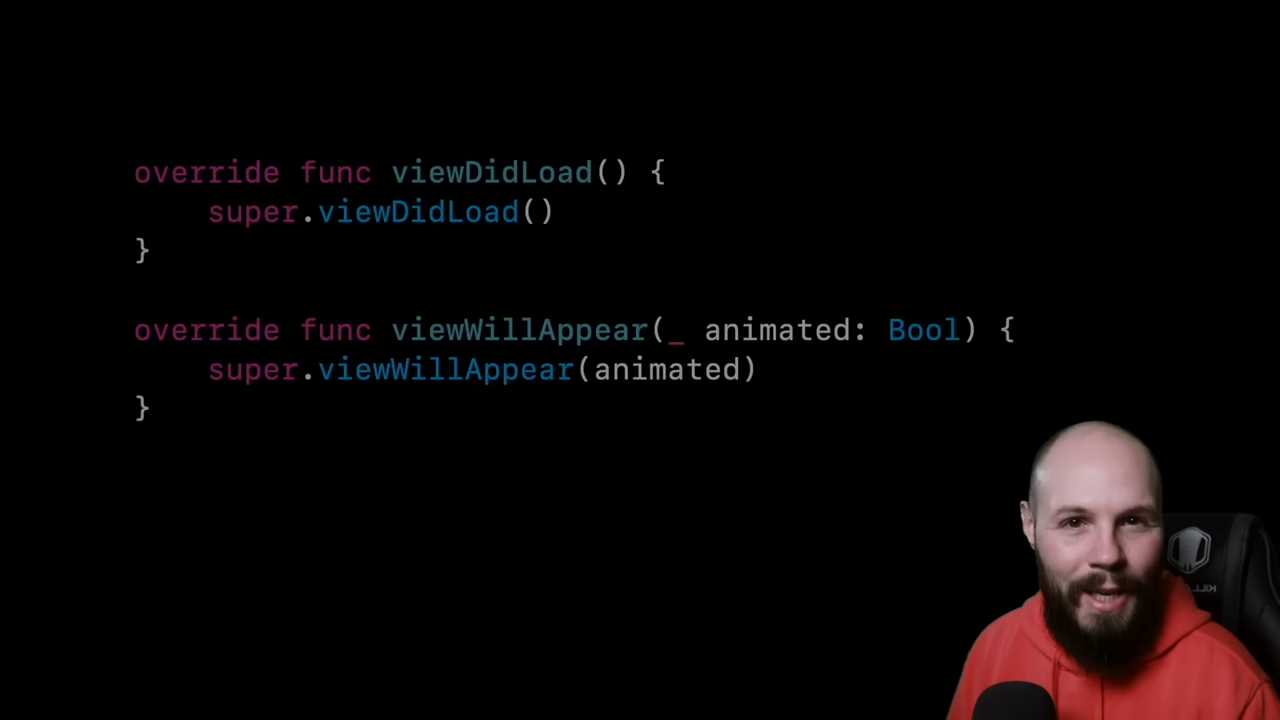 override func viewDidLoad() {
super.viewDidLoad()
}
override func viewWillAppear(_ animated: Bool) {
super.viewWillAppear(animated)
}